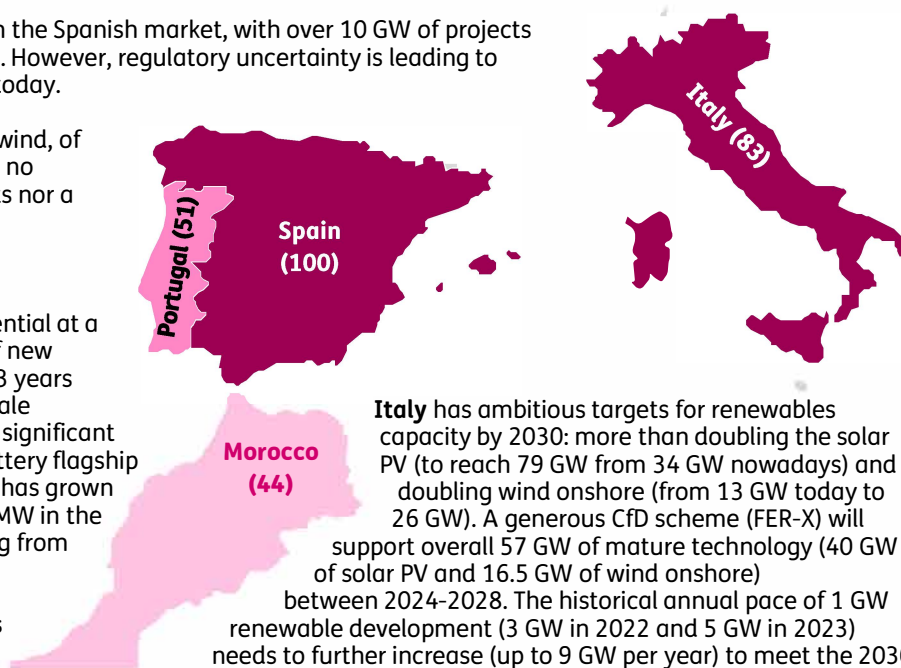 n the Spanish market, with over 10 GW of projects
. However, regulatory uncertainty is leading to
today.
wind, of
no
ts nor a
ential at a
f new
3 years
ale
significant
ttery flagship
has grown
MW in the
g from
s
Portugal (51)
Spain
(100)
Italy (83)
Morocco
(44)
Italy has ambitious targets for renewables
capacity by 2030: more than doubling the solar
PV (to reach 79 GW from 34 GW nowadays) and
doubling wind onshore (from 13 GW today to
26 GW). A generous CfD scheme (FER-X) will
support overall 57 GW of mature technology (40 GW
of solar PV and 16.5 GW of wind onshore)
between 2024-2028. The historical annual pace of 1 GW
renewable development (3 GW in 2022 and 5 GW in 2023)
needs to further increase (up to 9 GW per year) to meet the 203